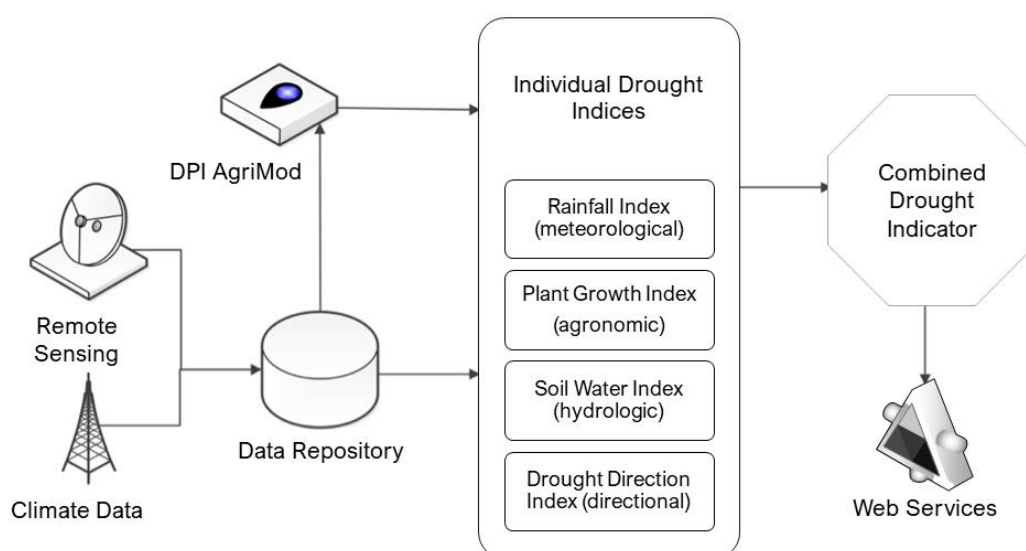 Individual Drought
Indices
DPI AgriMod
Combined
Drought
Indicator
Rainfall Index
(meteorological)
Plant Growth Index
(agronomic)
Remote
Sensing
Soil Water Index
(hydrologic)
Data Repository
Drought Direction
Index (directional)
Climate Data
Web Services